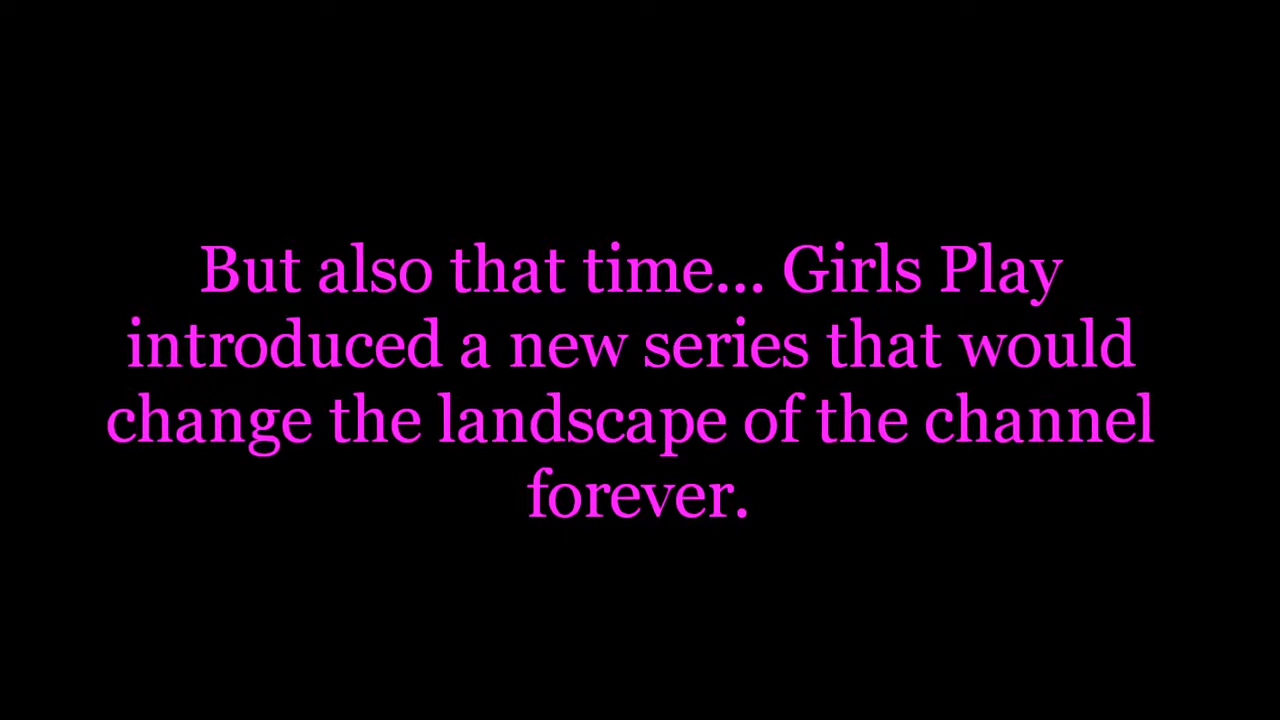 But also that time... Girls Play
introduced a new series that would
change the landscape of the channel
forever.